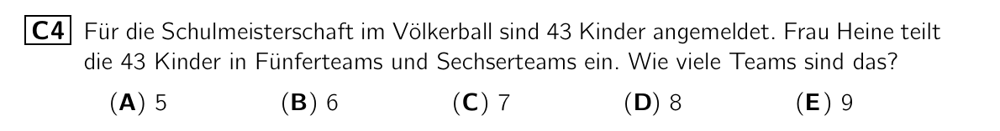 C4 Für die Schulmeisterschaft im Völkerball sind 43 Kinder angemeldet. Frau Heine teilt
die 43 Kinder in Fünferteams und Sechserteams ein. Wie viele Teams sind das?
(A) 5 (B) 6 (C) 7 (D) 8 (E) 9